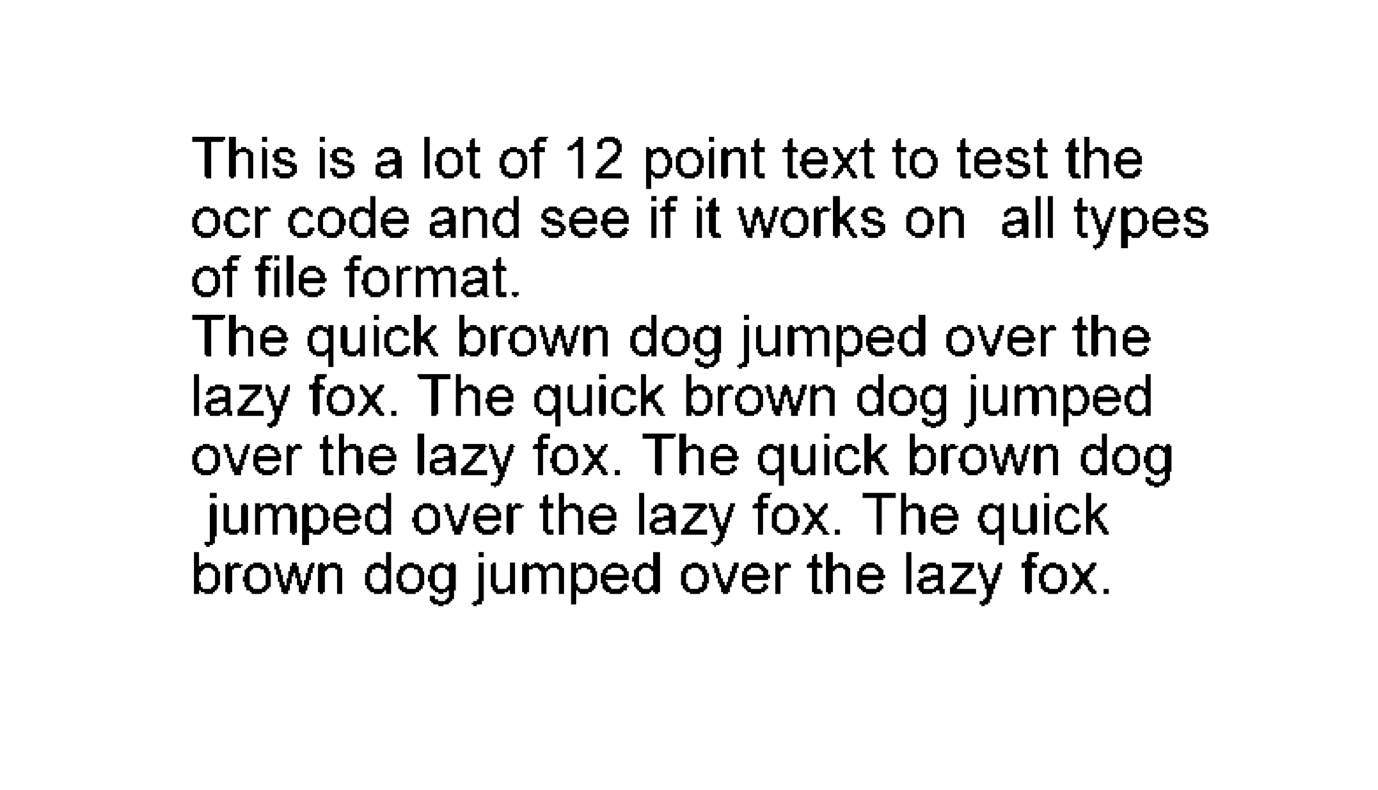 This is a lot of 12 point text to test the
ocr code and see if it works on  all types
of file format.
The quick brown dog jumped over the
lazy fox. The quick brown dog jumped
over the lazy fox. The quick brown dog
 jumped over the lazy fox. The quick
brown dog jumped over the lazy fox.